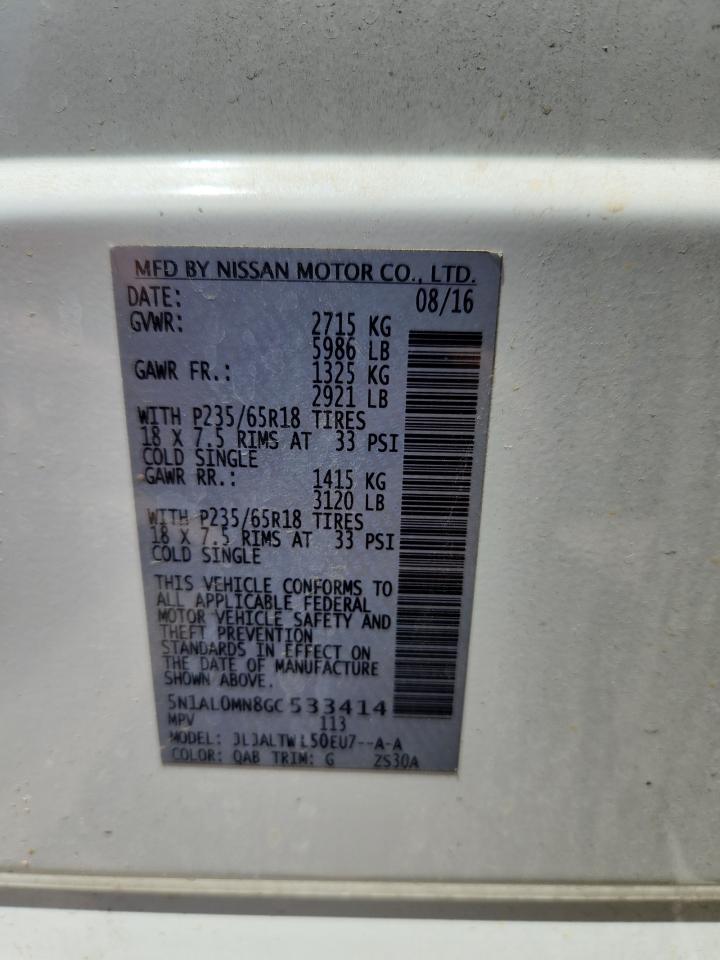 MFD BY NISSAN MOTOR CO., LTD.
DATE: 08/16
GVWR: 2715 KG
5986 LB
GAWR FR.: 1325 KG
2921 LB
WITH P235/65R18 TIRES
18 X 7.5 RIMS AT 33 PSI
COLD SINGLE
GAWR RR.: 1415 KG
3120 LB
WITH P235/65R18 TIRES
18 X 7.5 RIMS AT 33 PSI
COLD SINGLE
THIS VEHICLE CONFORMS TO
ALL APPLICABLE FEDERAL
MOTOR VEHICLE SAFETY AND
THEFT PREVENTION
STANDARDS IN EFFECT ON
THE DATE OF MANUFACTURE
SHOWN ABOVE.
5N1AL0MN8GC533414
MPV 113
MODEL:
COLOR: QAB TRIM: G ZS30A